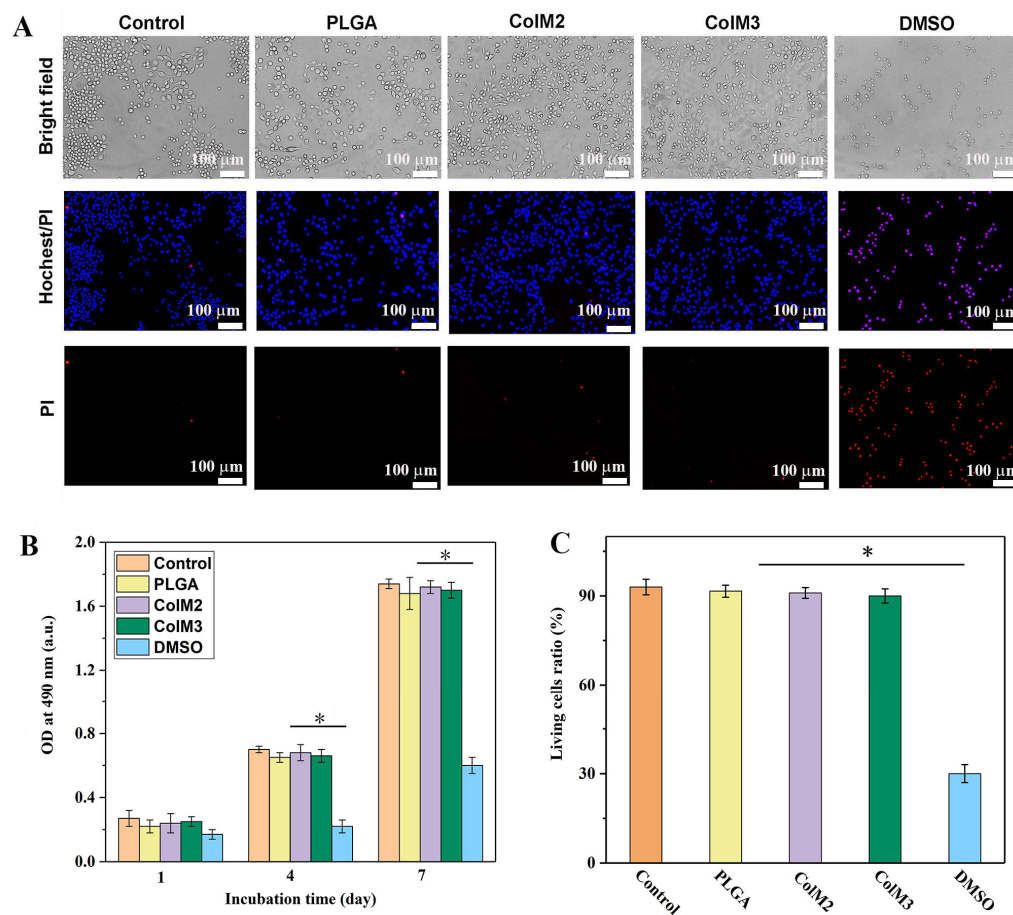 A
Control PLGA ColM2 ColM3 DMSO
Bright field
100 μm 100 μm 100 μm 100 μm 100 μm
Hochest/PI
100 μm 100 μm 100 μm 100 μm 100 μm
PI
100 μm 100 μm 100 μm 100 μm 100 μm
B
OD at 490 nm (a.u.)
2.0
1.6
1.2
0.8
0.4
0.0
Control
PLGA
ColM2
ColM3
DMSO
*
*
1 4 7
Incubation time (day)
C
Living cells ratio (%)
90
60
30
0
*
Control PLGA ColM2 ColM3 DMSO